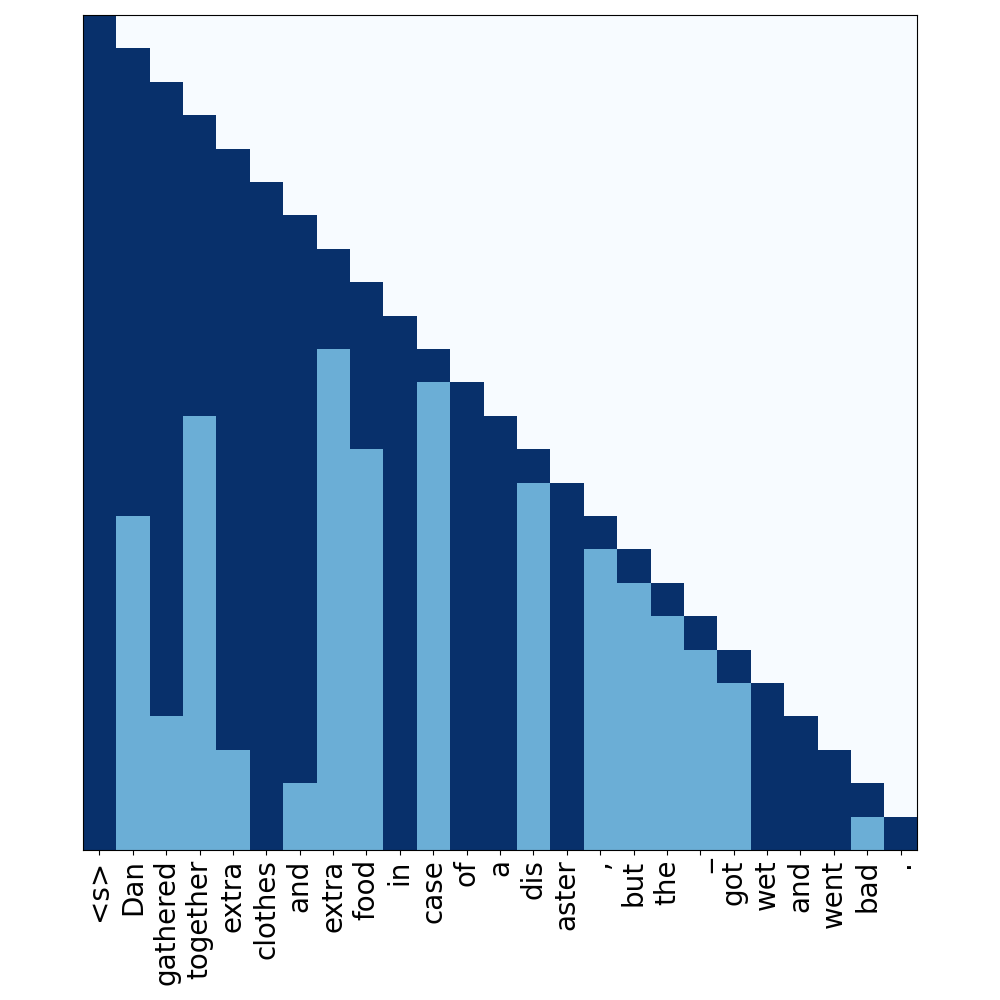 <s>
Dan
gathered
together
extra
clothes
and
extra
food
in
case
of
a
dis
aster
,
but
the
_
got
wet
and
went
bad
.